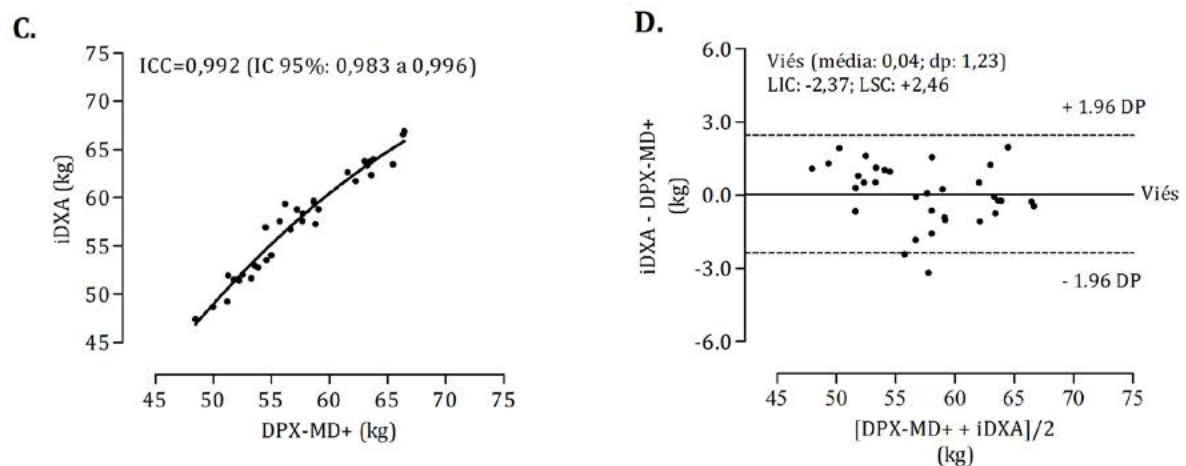 C.
ICC=0,992 (IC 95%: 0,983 a 0,996)
75
70
65
60
55
50
45
iDXA (kg)
45 50 55 60 65 70 75
DPX-MD+ (kg)
D.
Viés (média: 0,04; dp: 1,23)
LIC: -2,37; LSC: +2,46
+ 1.96 DP
Viés
- 1.96 DP
6.0
3.0
0.0
-3.0
-6.0
iDXA - DPX-MD+
(kg)
45 50 55 60 65 70 75
[DPX-MD+ + iDXA]/2
(kg)